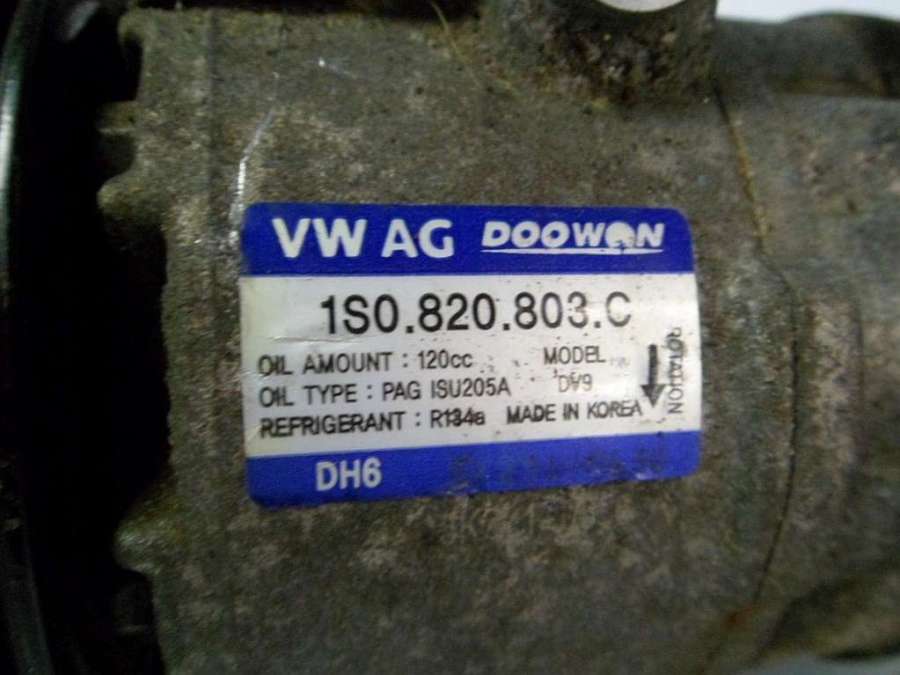 VW AG DOOWON
1S0.820.803.C
OIL AMOUNT : 120cc MODEL
OIL TYPE : PAG ISU205A DV9
REFRIGERANT : R134a MADE IN KOREA
ROTATION
DH6